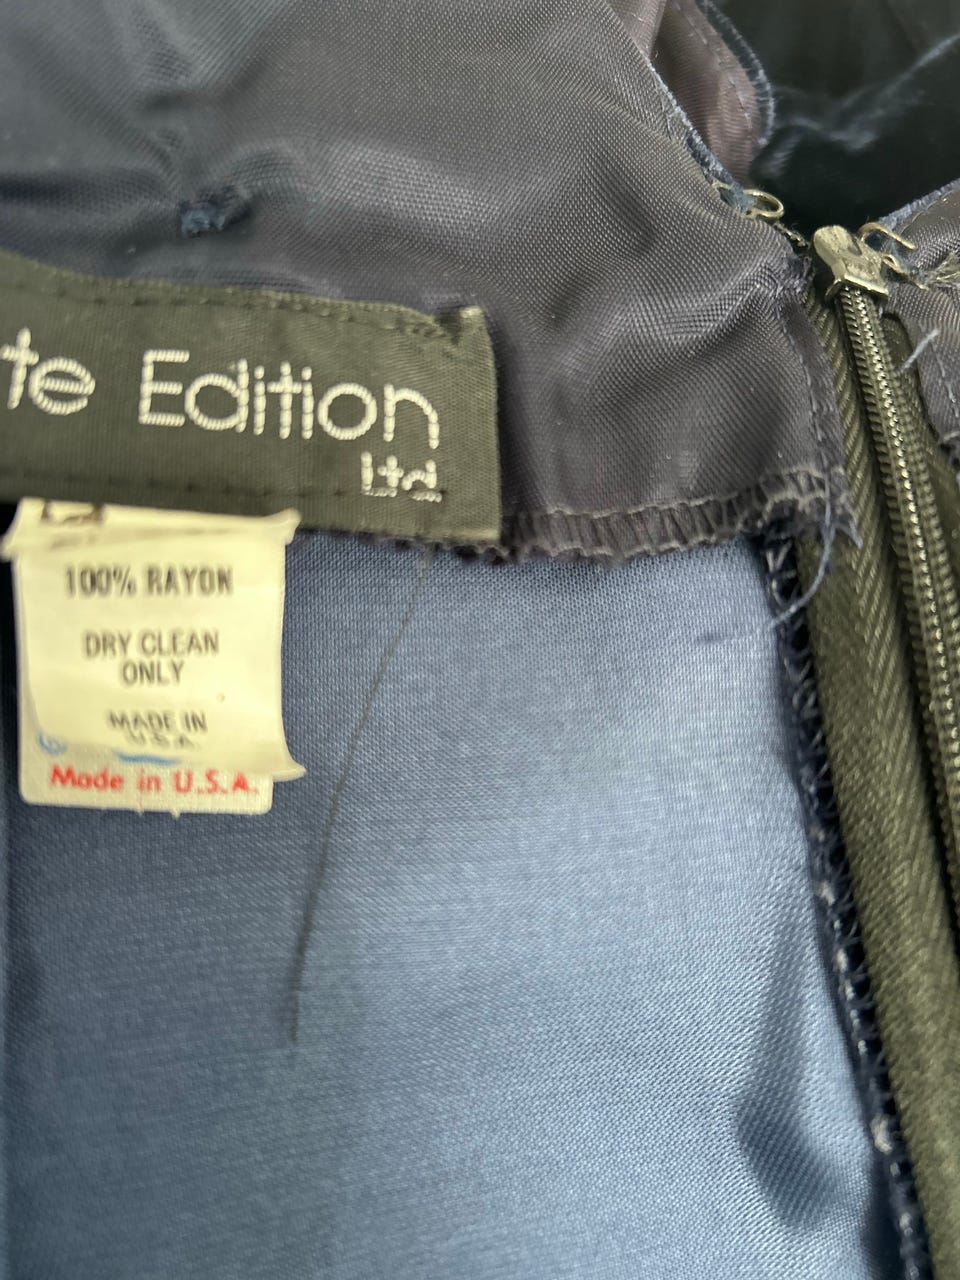 te Edition
Ltd
100% RAYON
DRY CLEAN
ONLY
MADE IN
U.S.A.
Made in U.S.A.